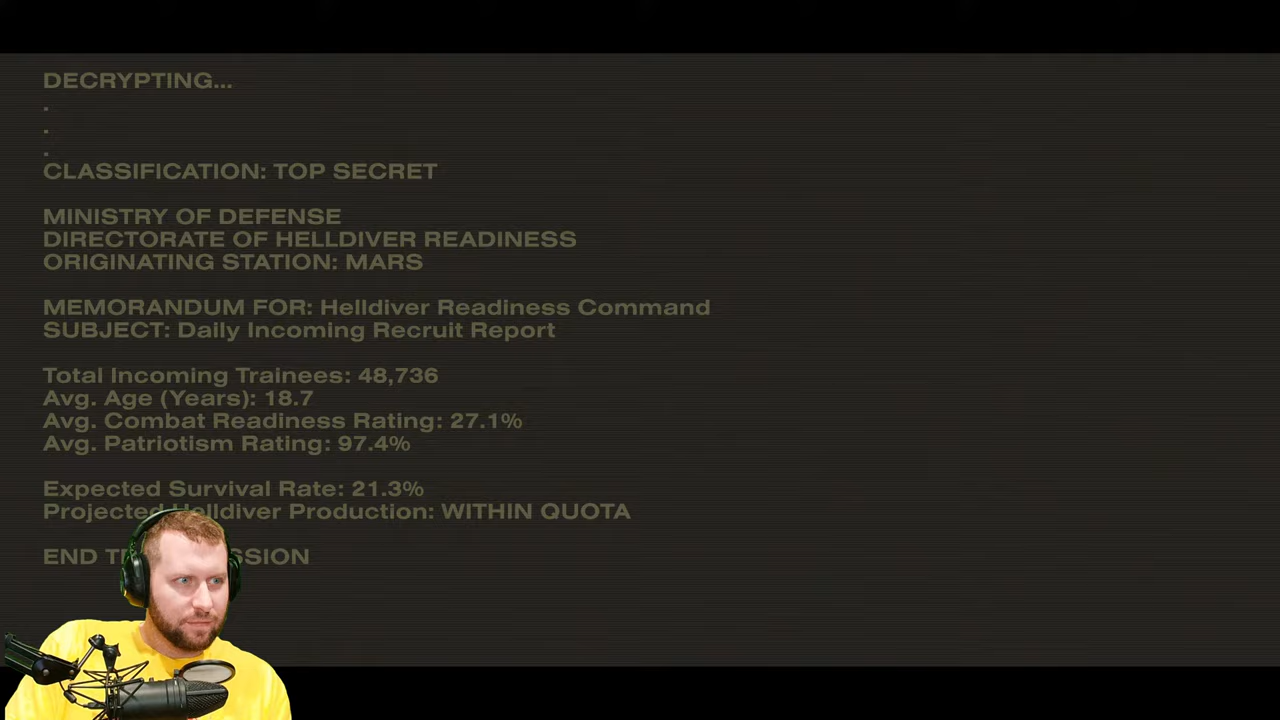 DECRYPTING...
.
.
.
CLASSIFICATION: TOP SECRET
MINISTRY OF DEFENSE
DIRECTORATE OF HELLDIVER READINESS
ORIGINATING STATION: MARS
MEMORANDUM FOR: Helldiver Readiness Command
SUBJECT: Daily Incoming Recruit Report
Total Incoming Trainees: 48,736
Avg. Age (Years): 18.7
Avg. Combat Readiness Rating: 27.1%
Avg. Patriotism Rating: 97.4%
Expected Survival Rate: 21.3%
Projected Helldiver Production: WITHIN QUOTA
END